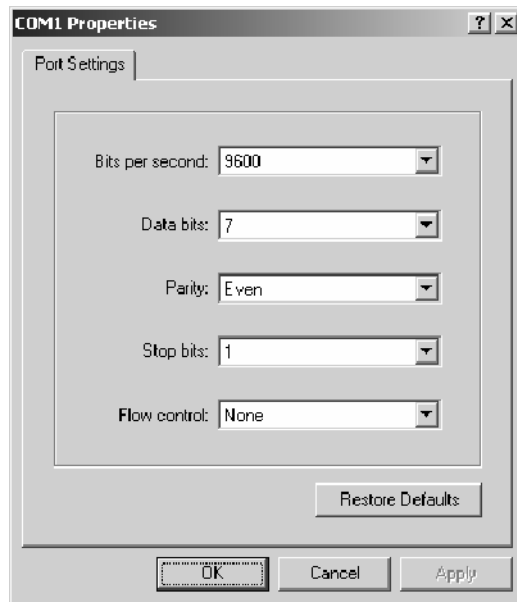 COM1 Properties
Port Settings
Bits per second: 9600
Data bits: 7
Parity: Even
Stop bits: 1
Flow control: None
Restore Defaults
OK Cancel Apply